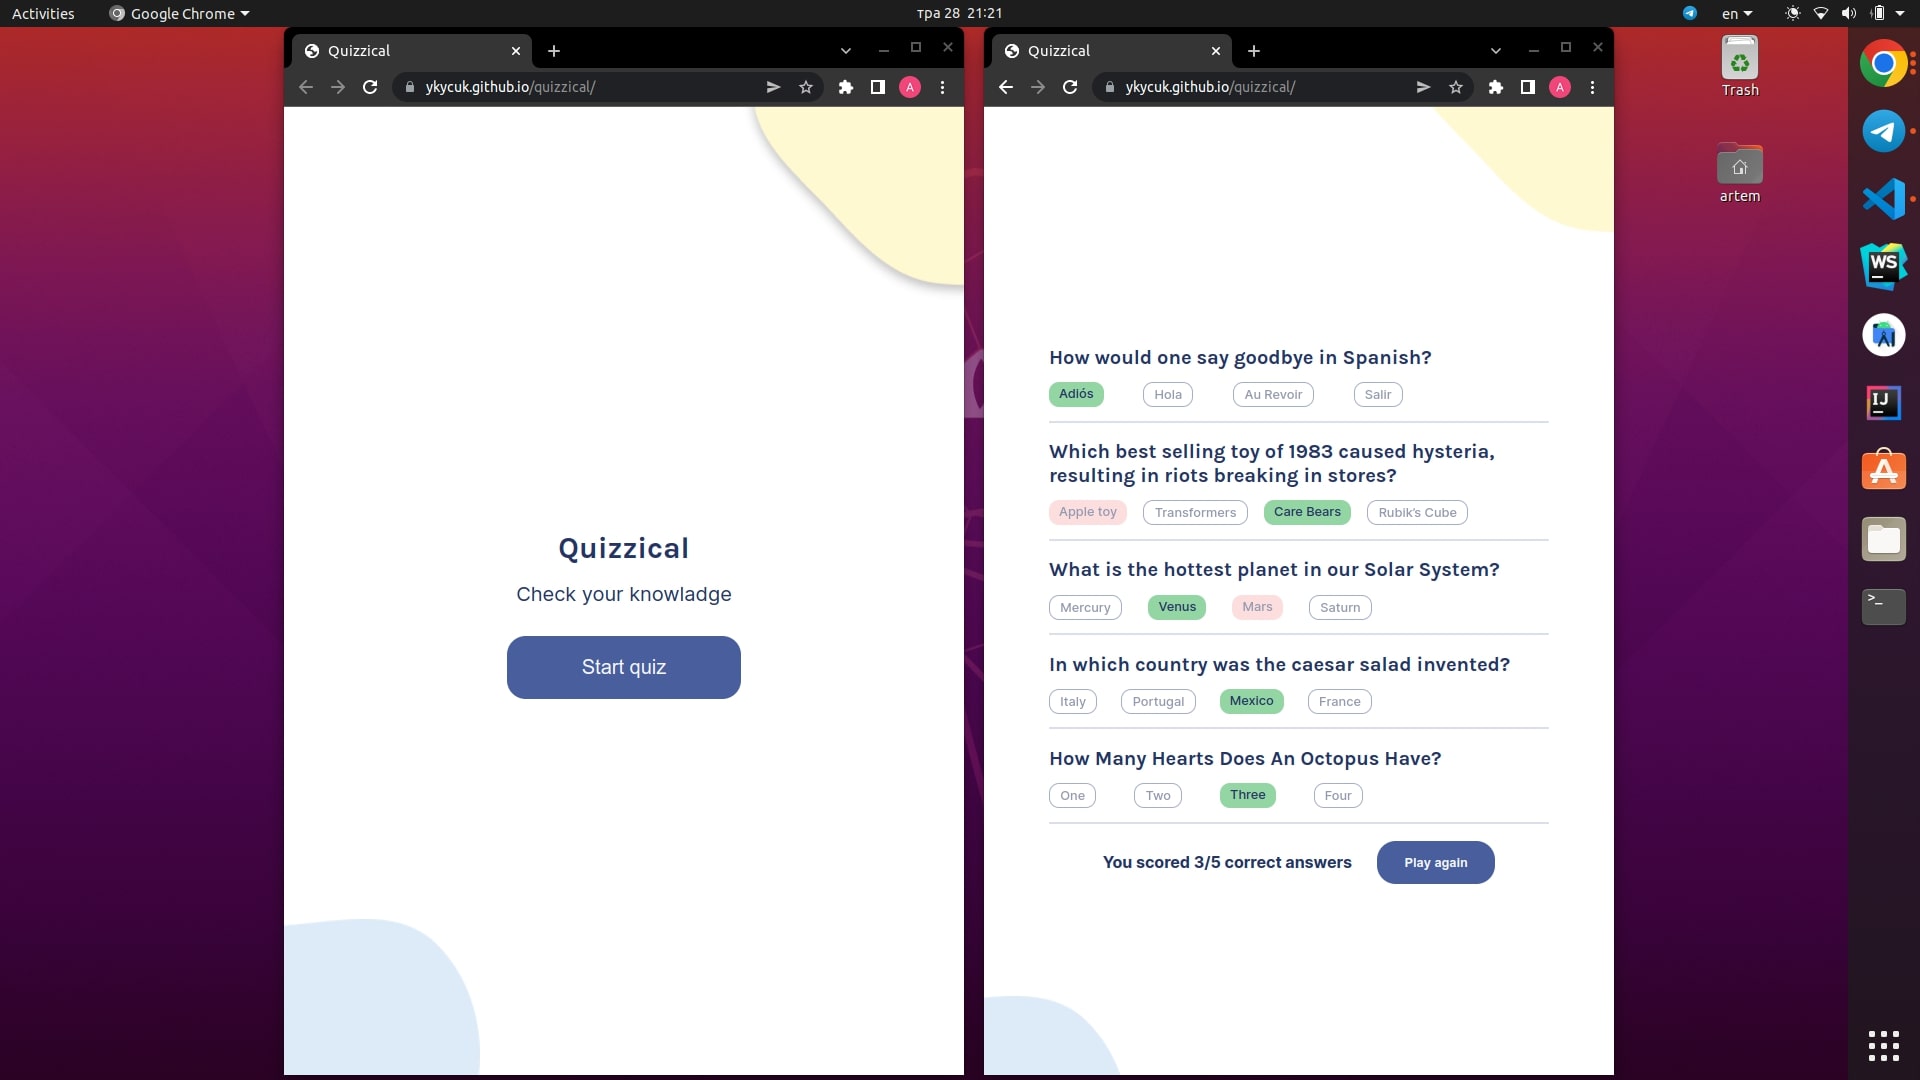 Activities
Google Chrome
тра 28 21:21
en
Quizzical
ykycuk.github.io/quizzical/
A
Quizzical
Check your knowladge
Start quiz
Quizzical
ykycuk.github.io/quizzical/
A
How would one say goodbye in Spanish?
Adiós Hola Au Revoir Salir
Which best selling toy of 1983 caused hysteria,
resulting in riots breaking in stores?
Apple toy Transformers Care Bears Rubik’s Cube
What is the hottest planet in our Solar System?
Mercury Venus Mars Saturn
In which country was the caesar salad invented?
Italy Portugal Mexico France
How Many Hearts Does An Octopus Have?
One Two Three Four
You scored 3/5 correct answers Play again
Trash
artem
WS
IJ
>_